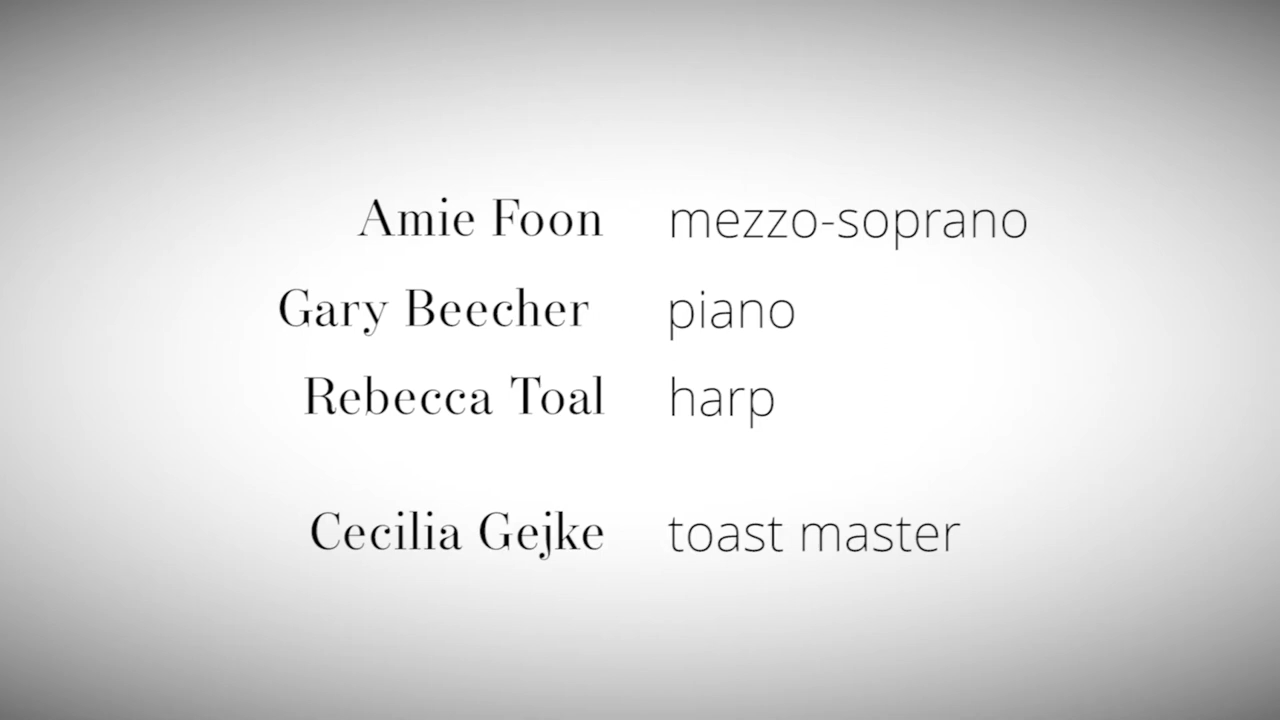 Amie Foon mezzo-soprano
Gary Beecher piano
Rebecca Toal harp
Cecilia Gejke toast master